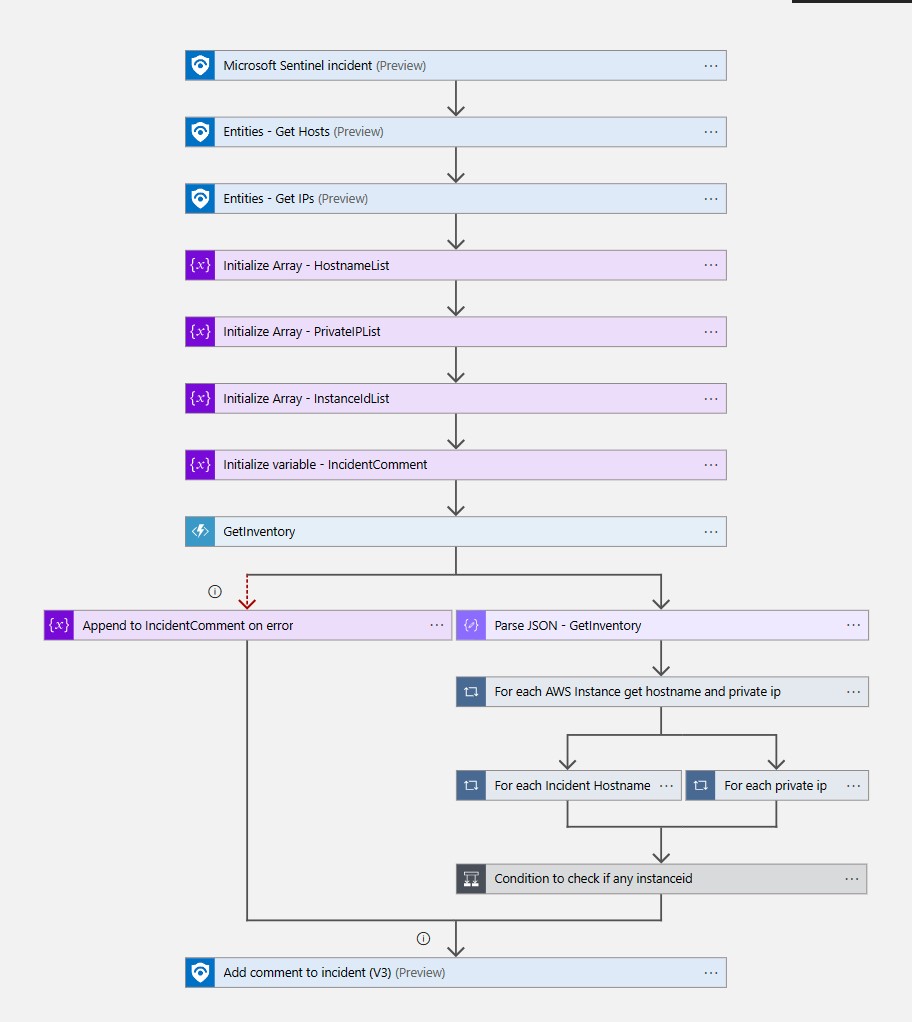 Microsoft Sentinel incident (Preview)
Entities - Get Hosts (Preview)
Entities - Get IPs (Preview)
{x} Initialize Array - HostnameList
{x} Initialize Array - PrivateIPList
{x} Initialize Array - InstanceIdList
{x} Initialize variable - IncidentComment
GetInventory
{x} Append to IncidentComment on error
Parse JSON - GetInventory
For each AWS Instance get hostname and private ip
For each Incident Hostname
For each private ip
Condition to check if any instanceid
Add comment to incident (V3) (Preview)